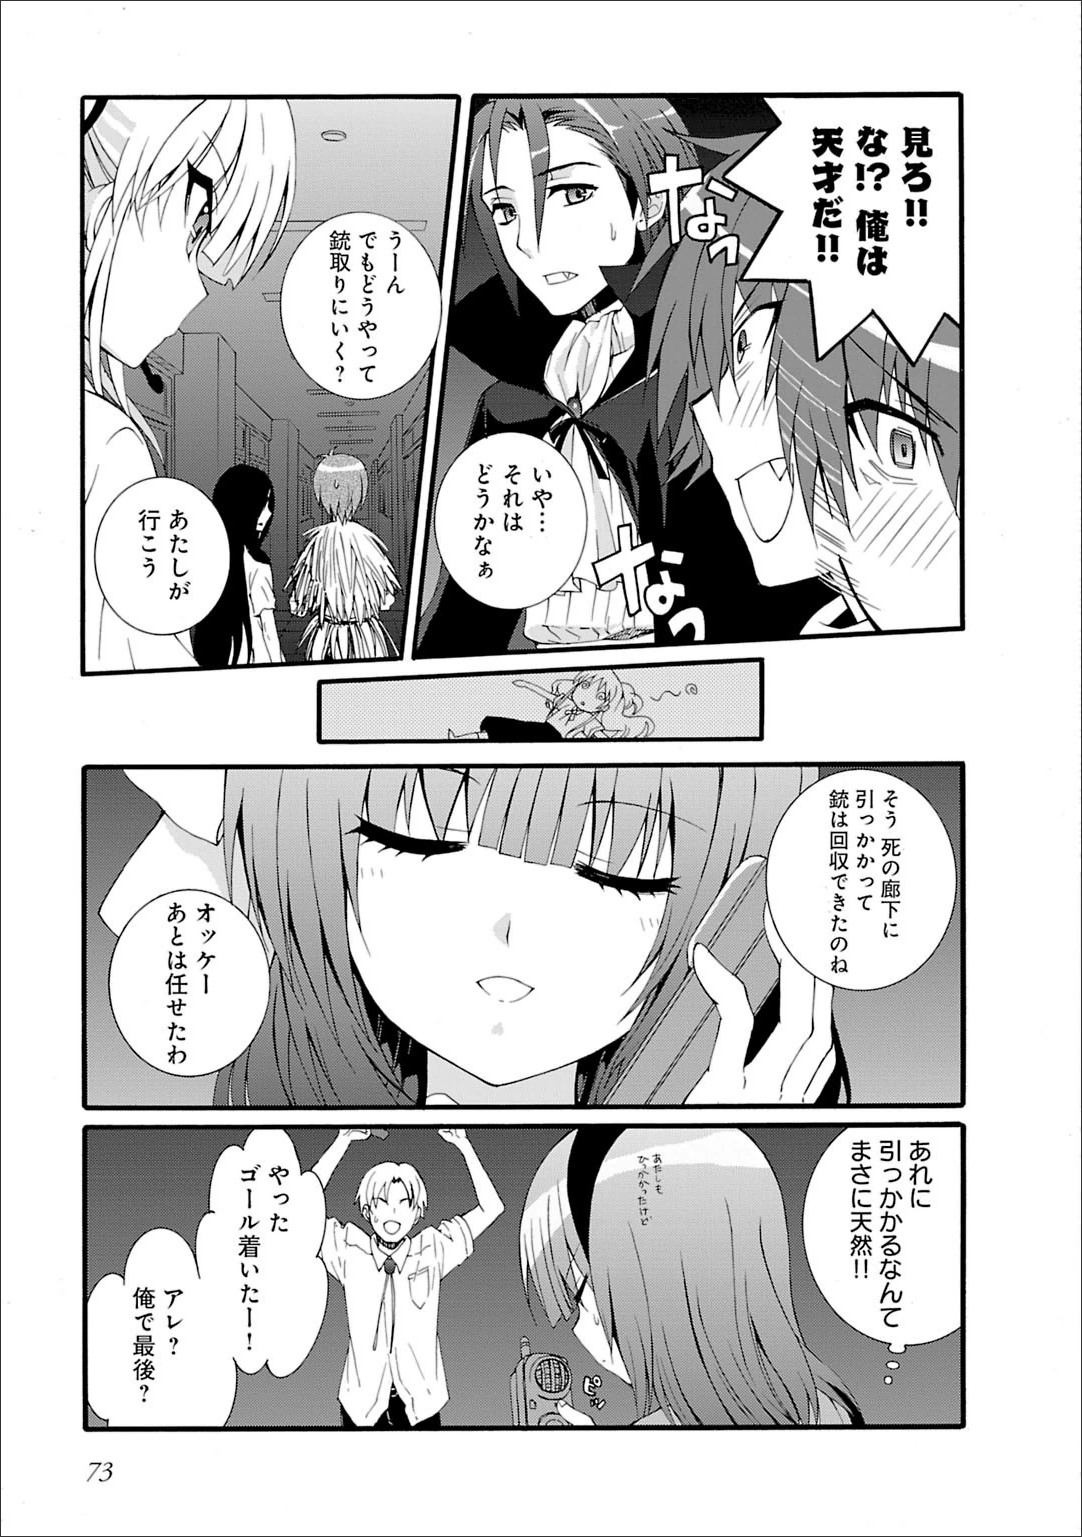 見ろ!!
な!?俺は
天才だ!!
なっ
なっ
いや…
それは
どうかなぁ
うーん
でもどうやって
銃取りにいく？
あたしが
行こう
そう 死の廊下に
引っかかって
銃は回収できたのね
オッケー
あとは任せたわ
あれに
引っかかるなんて
まさに天然!!
あたしも
ひっかかったけど
ピッ
やった
ゴール着いたー！
アレ？
俺で最後？
73